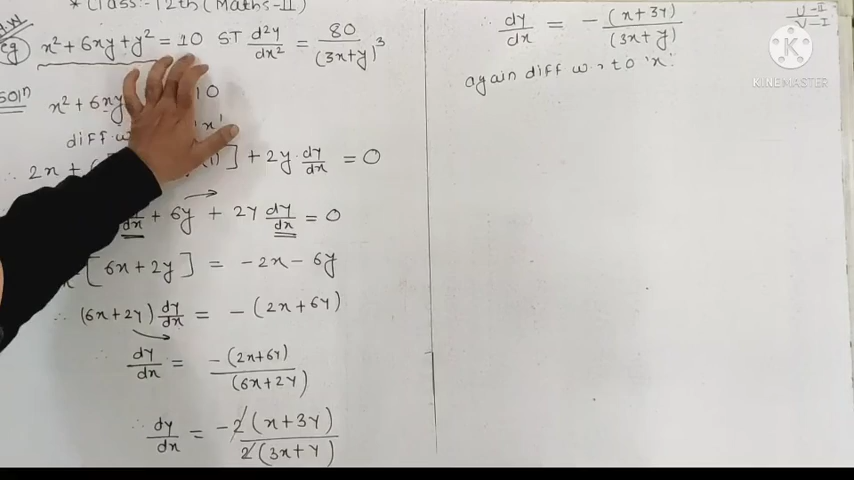 * Class:-12th (Maths-II)
H.W
eg x² + 6xy + y² = 10 ST d²y/dx² = 80/(3x+y)³
Solⁿ x² + 6xy 10
diff. w 'x'
∴ 2x + ] + 2y. dy/dx = 0
dx + 6y + 2y dy/dx = 0
[6x + 2y] = -2x - 6y
∴ (6x+2y) dy/dx = -(2x+6y)
∴ dy/dx = -(2x+6y)/(6x+2y)
∴ dy/dx = -2(x+3y)/2(3x+y)
∴ dy/dx = -(x+3y)/(3x+y)
U-II
V-I
again diff w.r to 'x'.
KINEMASTER